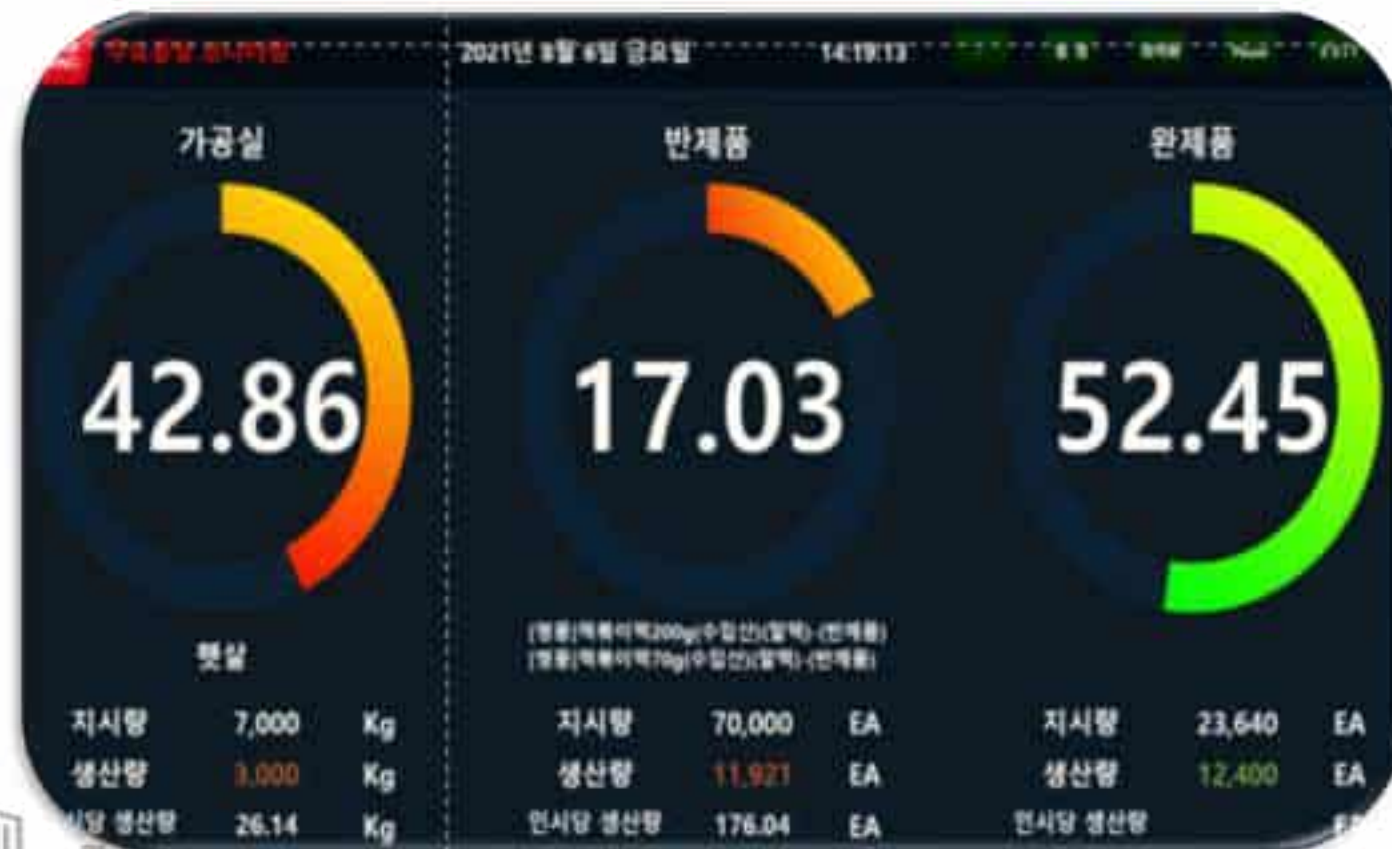 2021년 8월 6일 금요일 14:19:13
가공실 반제품 완제품
42.86 17.03 52.45
햇살
지시량 7,000 Kg 지시량 70,000 EA 지시량 23,640 EA
생산량 3,000 Kg 생산량 11,921 EA 생산량 12,400 EA
생산량 26.14 Kg 인시당 생산량 176.04 EA 인시당 생산량